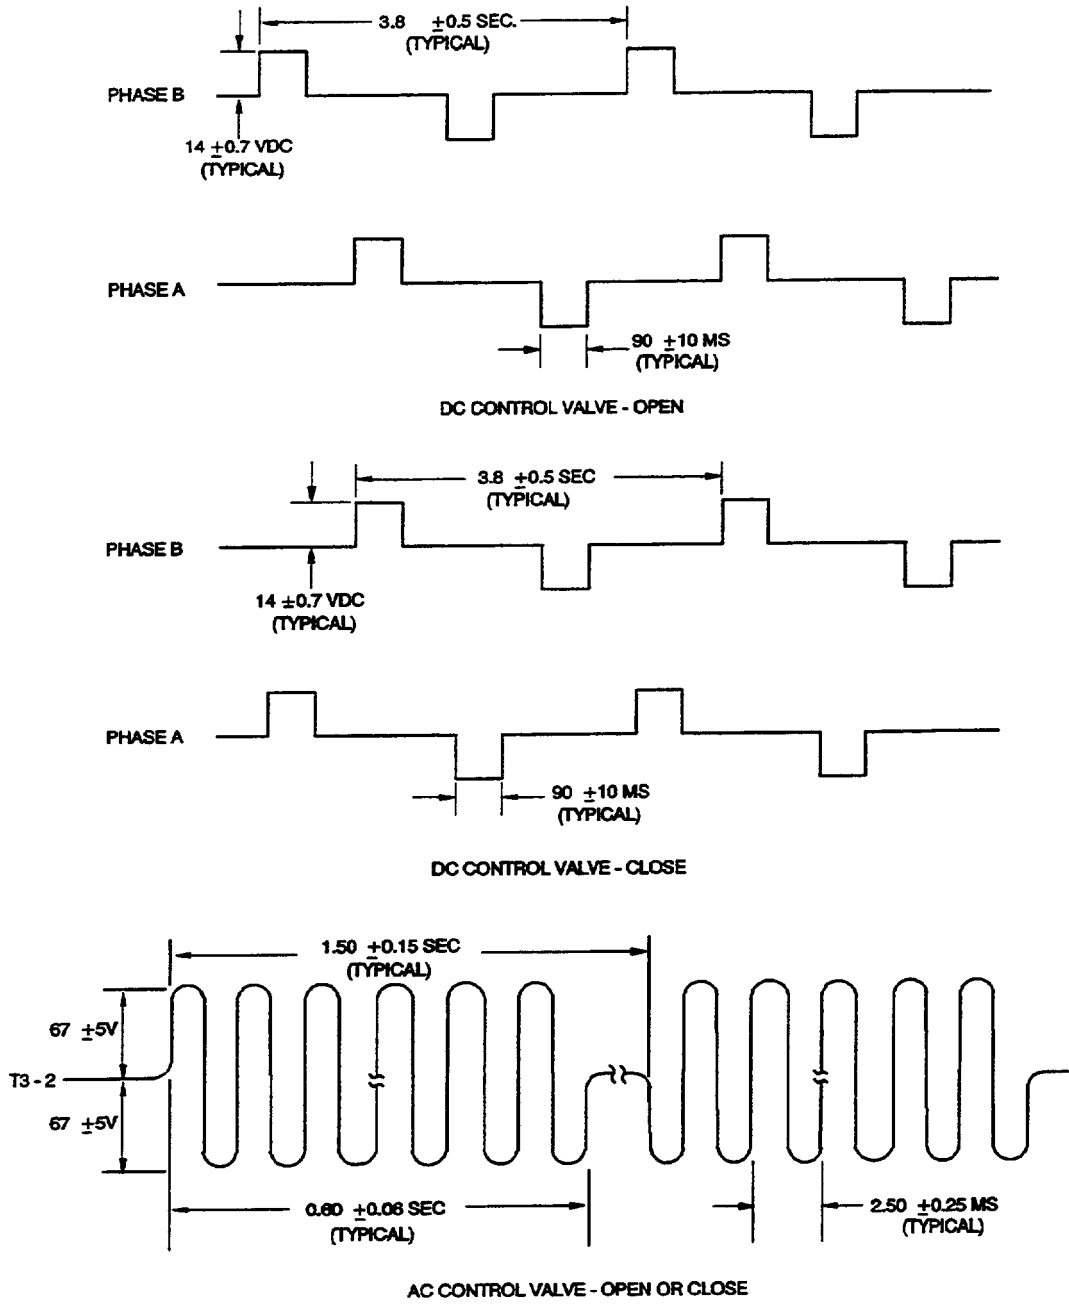 3.8 ±0.5 SEC.
(TYPICAL)
PHASE B
14 ±0.7 VDC
(TYPICAL)
PHASE A
90 ±10 MS
(TYPICAL)
DC CONTROL VALVE - OPEN
3.8 ±0.5 SEC
(TYPICAL)
PHASE B
14 ±0.7 VDC
(TYPICAL)
PHASE A
90 ±10 MS
(TYPICAL)
DC CONTROL VALVE - CLOSE
1.50 ±0.15 SEC
(TYPICAL)
67 ±5V
T3 - 2
67 ±5V
0.60 ±0.06 SEC
(TYPICAL)
2.50 ±0.25 MS
(TYPICAL)
AC CONTROL VALVE - OPEN OR CLOSE